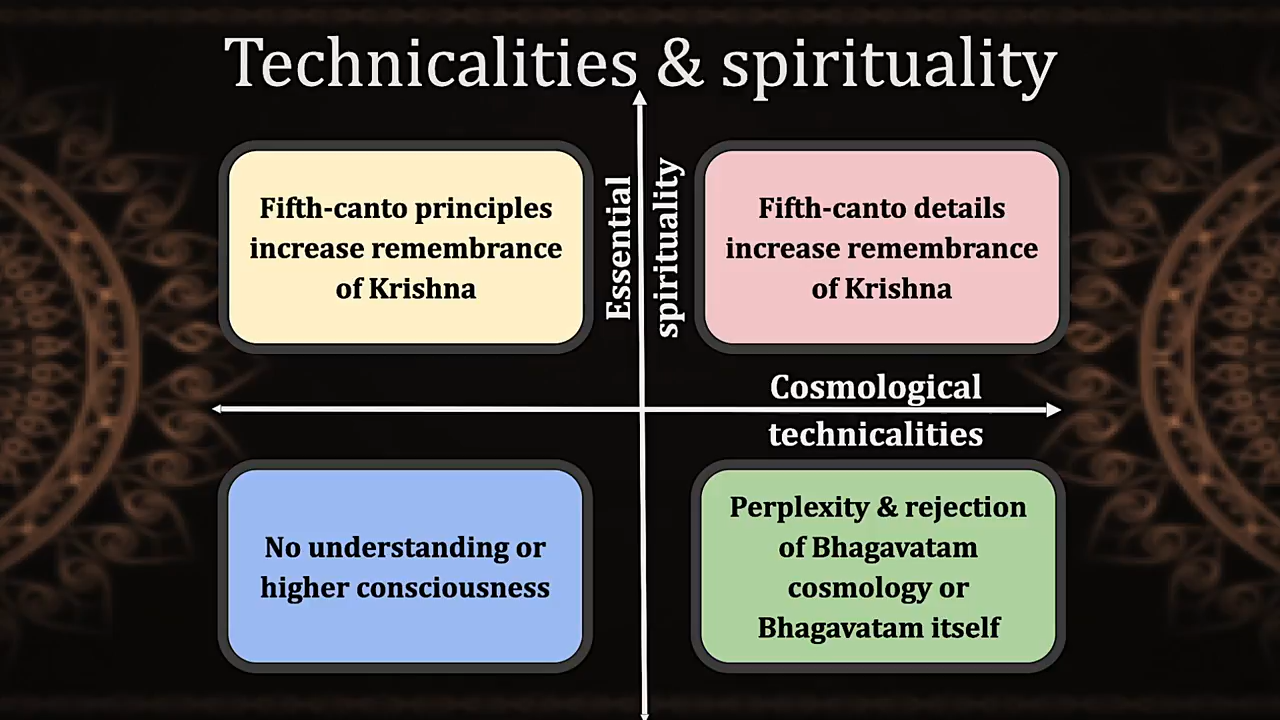 Technicalities & spirituality
Fifth-canto principles
increase remembrance
of Krishna
Essential
spirituality
Fifth-canto details
increase remembrance
of Krishna
Cosmological
technicalities
No understanding or
higher consciousness
Perplexity & rejection
of Bhagavatam
cosmology or
Bhagavatam itself